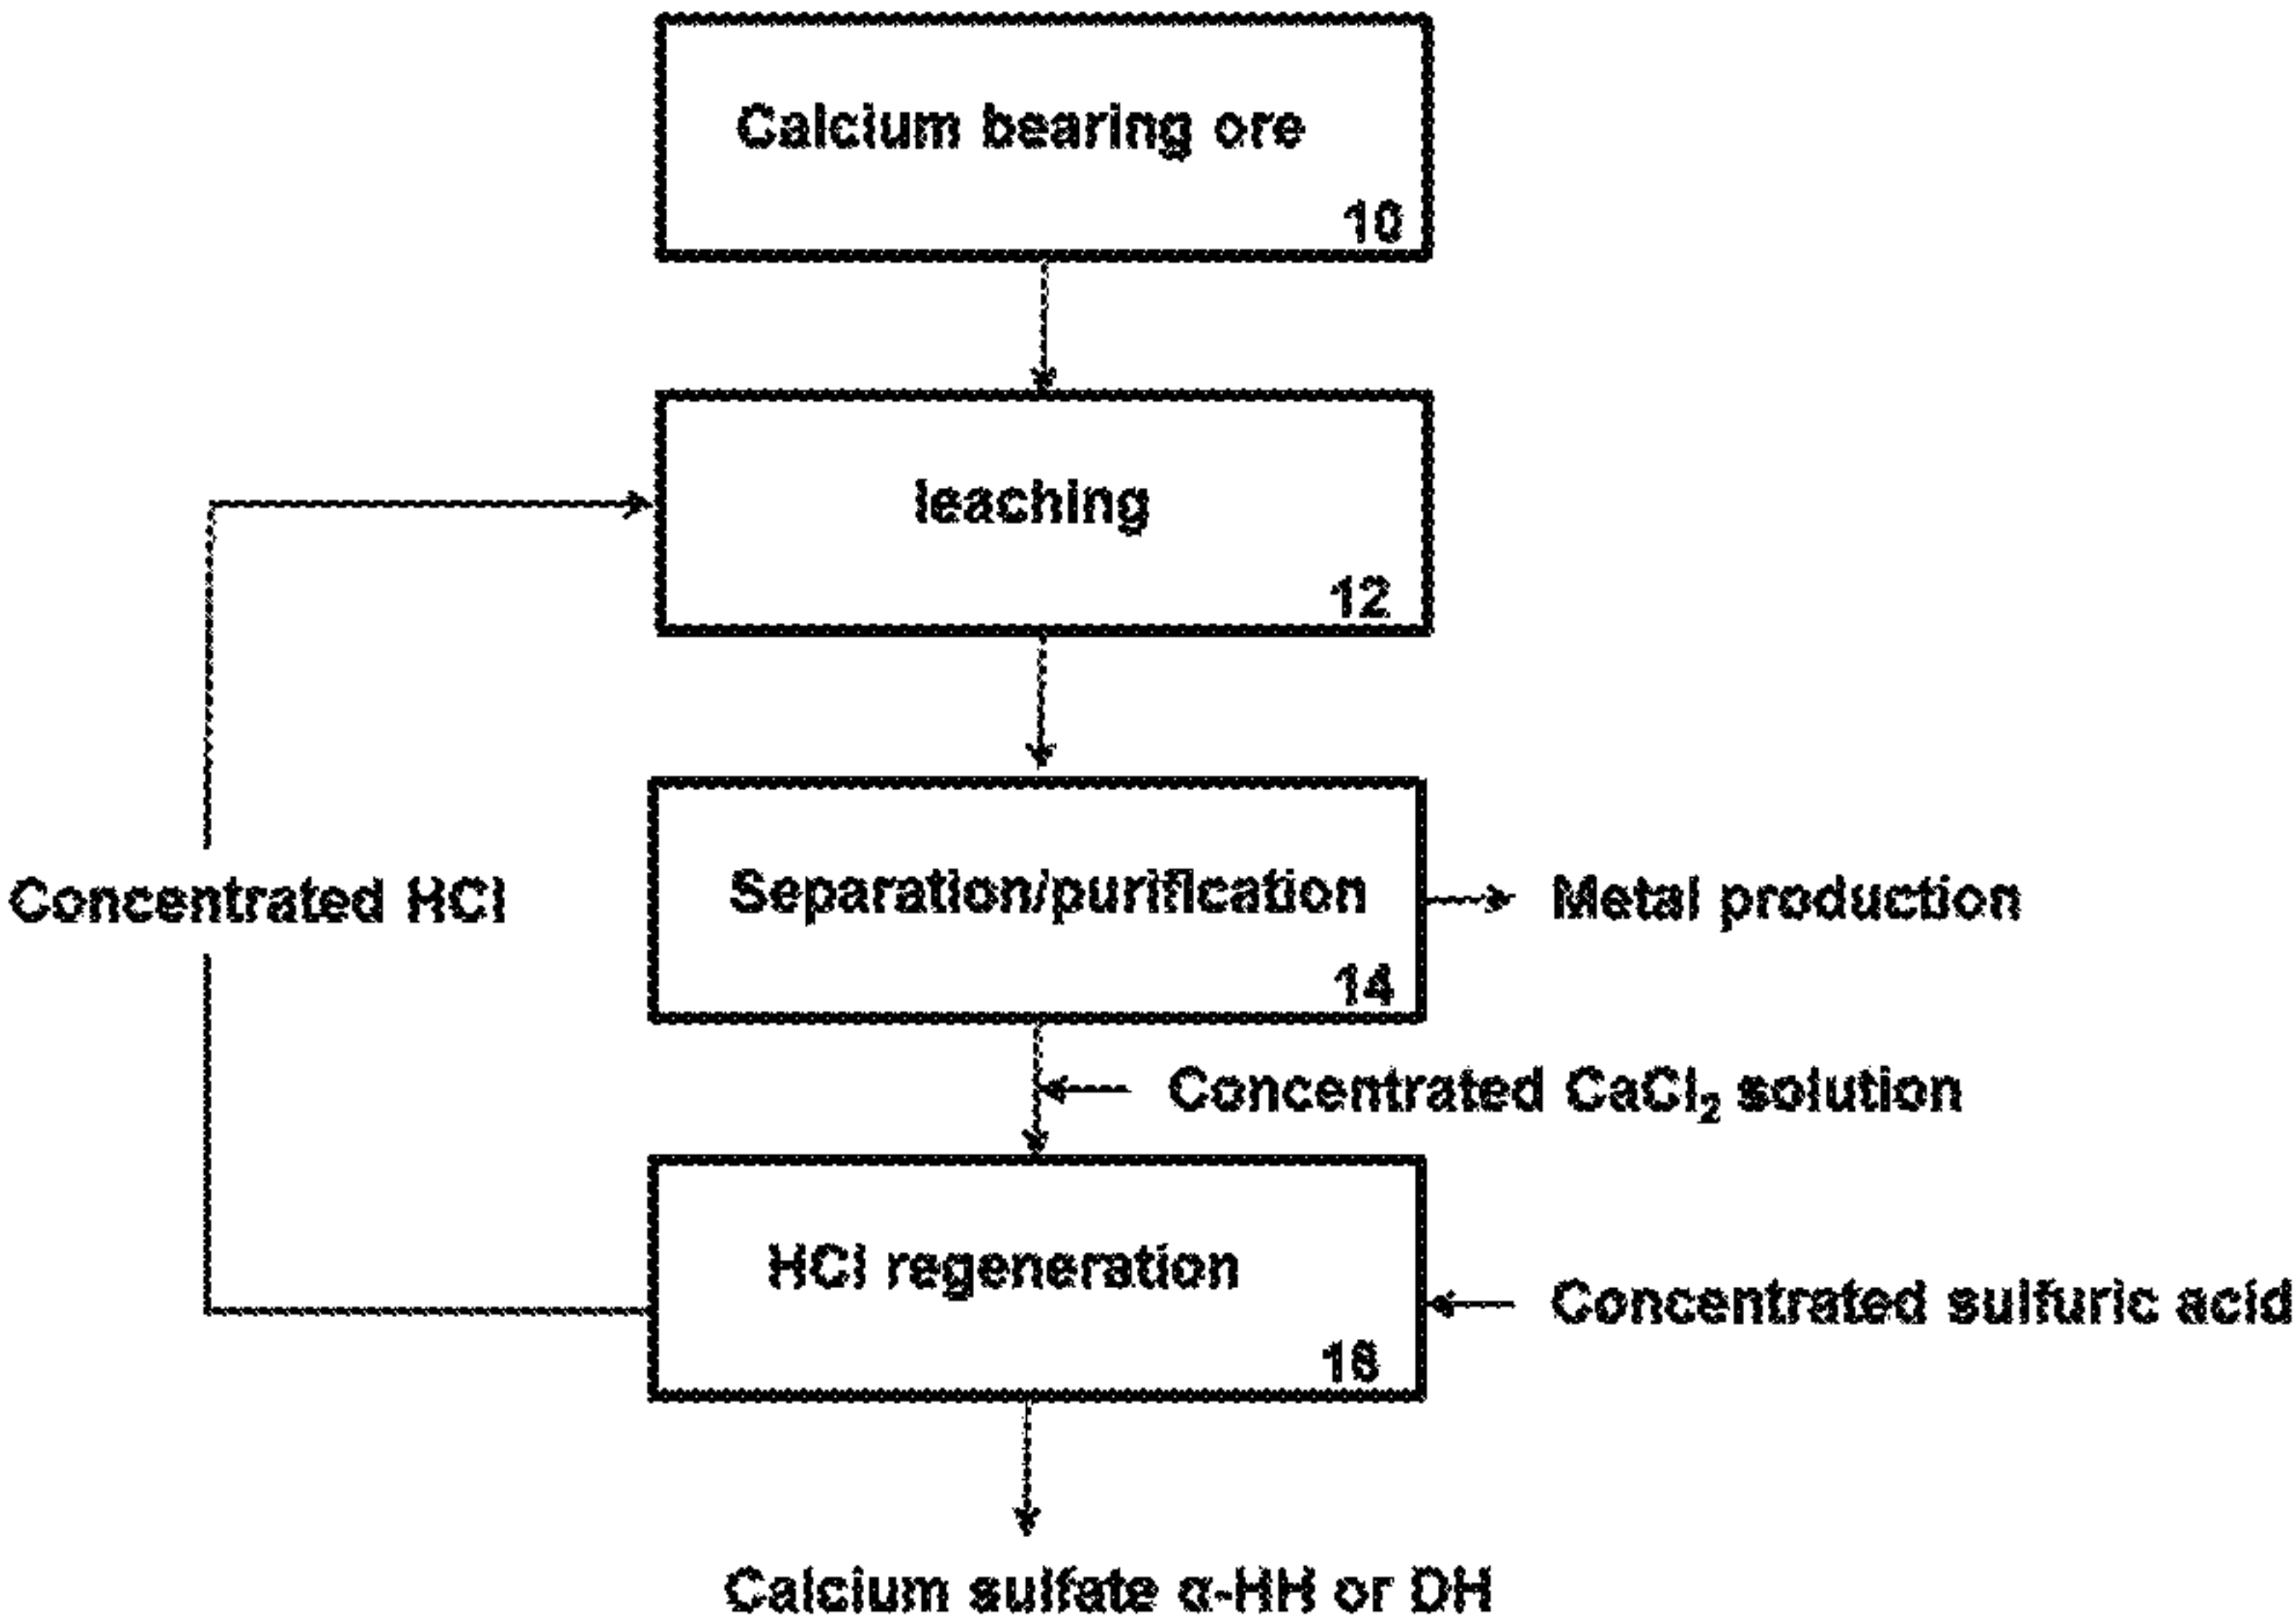 Calcium bearing ore
10
leaching
12
Concentrated HCl
Separation/purification
14
Metal production
Concentrated CaCl₂ solution
HCl regeneration
16
Concentrated sulfuric acid
Calcium sulfate α-HH or DH